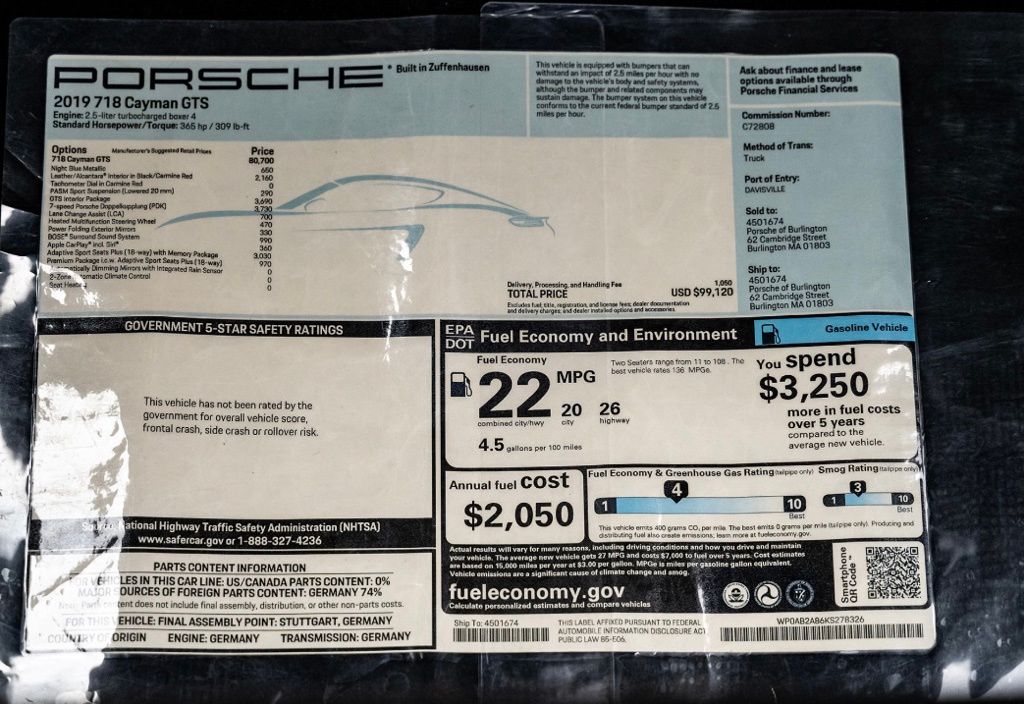 PORSCHE® Built in Zuffenhausen
2019 718 Cayman GTS
Engine: 2.5-liter turbocharged boxer 4
Standard Horsepower/Torque: 365 hp / 309 lb-ft
This vehicle is equipped with bumpers that can
withstand an impact of 2.5 miles per hour with no
damage to the vehicle's body and safety systems,
although the bumper and related components may
sustain damage. The bumper system on this vehicle
conforms to the current federal bumper standard of 2.5
miles per hour.
Ask about finance and lease
options available through
Porsche Financial Services
Commission Number:
C72808
Method of Trans:
Truck
Port of Entry:
DAVISVILLE
Sold to:
4501674
Porsche of Burlington
62 Cambridge Street
Burlington MA 01803
Ship to:
4501674
Porsche of Burlington
62 Cambridge Street
Burlington MA 01803
Options Manufacturer's Suggested Retail Prices Price
718 Cayman GTS 80,700
Night Blue Metallic 650
Leather/Alcantara® Interior in Black/Carmine Red 2,160
Tachometer Dial in Carmine Red 0
PASM Sport Suspension (Lowered 20 mm) 290
GTS Interior Package 3,690
7-speed Porsche Doppelkupplung (PDK) 3,730
Lane Change Assist (LCA) 700
Heated Multifunction Steering Wheel 470
Power Folding Exterior Mirrors 330
BOSE® Surround Sound System 990
Apple CarPlay® incl. Siri® 360
Adaptive Sport Seats Plus (18-way) with Memory Package 3,030
Premium Package i.c.w. Adaptive Sport Seats Plus (18-way) 970
Automatically Dimming Mirrors with Integrated Rain Sensor 0
2-Zone Automatic Climate Control 0
Seat Heating 0
Delivery, Processing, and Handling Fee 1,050
TOTAL PRICE USD $99,120
Excludes fuel, title, registration, and license fees, dealer documentation
and delivery charges, and dealer installed options and accessories.
GOVERNMENT 5-STAR SAFETY RATINGS
This vehicle has not been rated by the
government for overall vehicle score,
frontal crash, side crash or rollover risk.
Source: National Highway Traffic Safety Administration (NHTSA)
www.safercar.gov or 1-888-327-4236
PARTS CONTENT INFORMATION
FOR VEHICLES IN THIS CAR LINE: US/CANADA PARTS CONTENT: 0%
MAJOR SOURCES OF FOREIGN PARTS CONTENT: GERMANY 74%
Note: Parts content does not include final assembly, distribution, or other non-parts costs.
FOR THIS VEHICLE: FINAL ASSEMBLY POINT: STUTTGART, GERMANY
COUNTRY OF ORIGIN ENGINE: GERMANY TRANSMISSION: GERMANY
EPA
DOT Fuel Economy and Environment
Gasoline Vehicle
Fuel Economy
22 MPG
combined city/hwy
20
city
26
highway
4.5 gallons per 100 miles
Two Seaters range from 11 to 108 . The
best vehicle rates 136 MPGe.
You spend
$3,250
more in fuel costs
over 5 years
compared to the
average new vehicle.
Annual fuel cost
$2,050
Fuel Economy & Greenhouse Gas Rating (tailpipe only)
1 4 10
Best
Smog Rating (tailpipe only)
1 3 10
Best
This vehicle emits 400 grams CO₂ per mile. The best emits 0 grams per mile (tailpipe only). Producing and
distributing fuel also create emissions; learn more at fueleconomy.gov.
Actual results will vary for many reasons, including driving conditions and how you drive and maintain
your vehicle. The average new vehicle gets 27 MPG and costs $7,000 to fuel over 5 years. Cost estimates
are based on 15,000 miles per year at $3.00 per gallon. MPGe is miles per gasoline gallon equivalent.
Vehicle emissions are a significant cause of climate change and smog.
fueleconomy.gov
Calculate personalized estimates and compare vehicles
Smartphone
QR Code™
Ship To: 4501674
THIS LABEL AFFIXED PURSUANT TO FEDERAL
AUTOMOBILE INFORMATION DISCLOSURE ACT
PUBLIC LAW 85-506.
WP0AB2A86KS278326